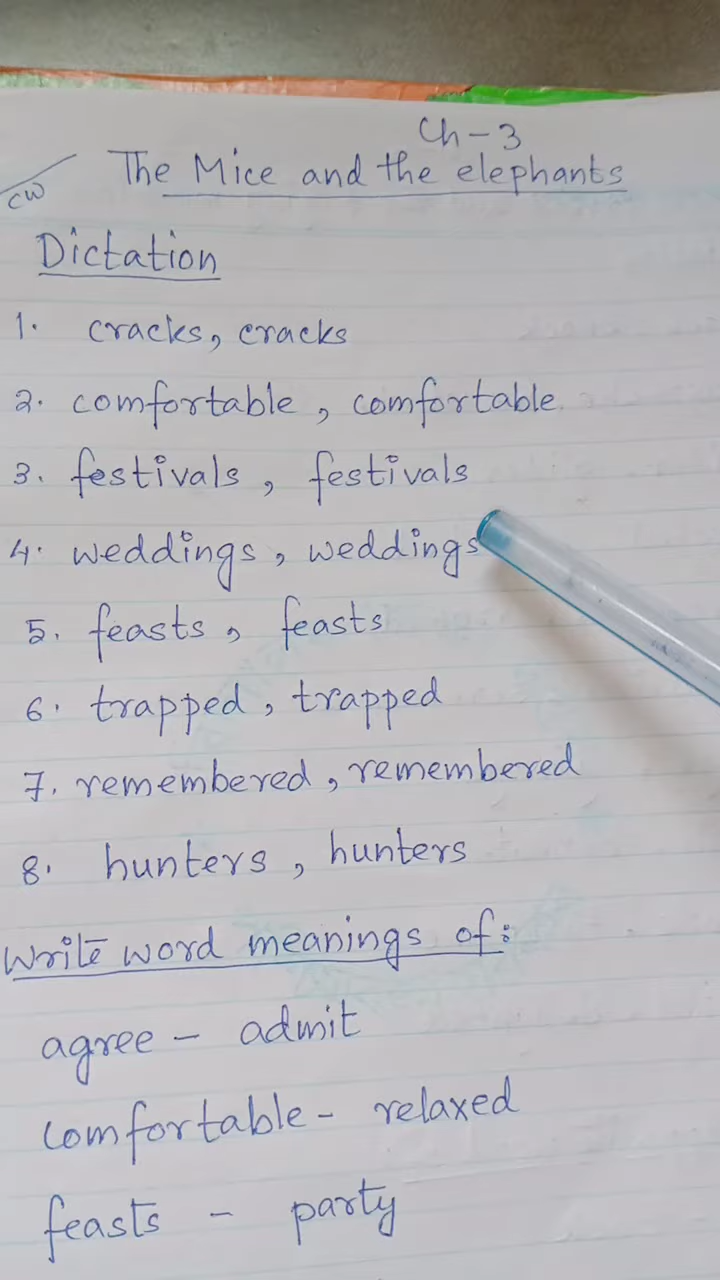 Ch-3
The Mice and the elephants
CW
Dictation
1. cracks, cracks
2. comfortable, comfortable
3. festivals, festivals
4. weddings, weddings
5. feasts, feasts
6. trapped, trapped
7. remembered, remembered
8. hunters, hunters
Write word meanings of:
agree - admit
comfortable - relaxed
feasts - party